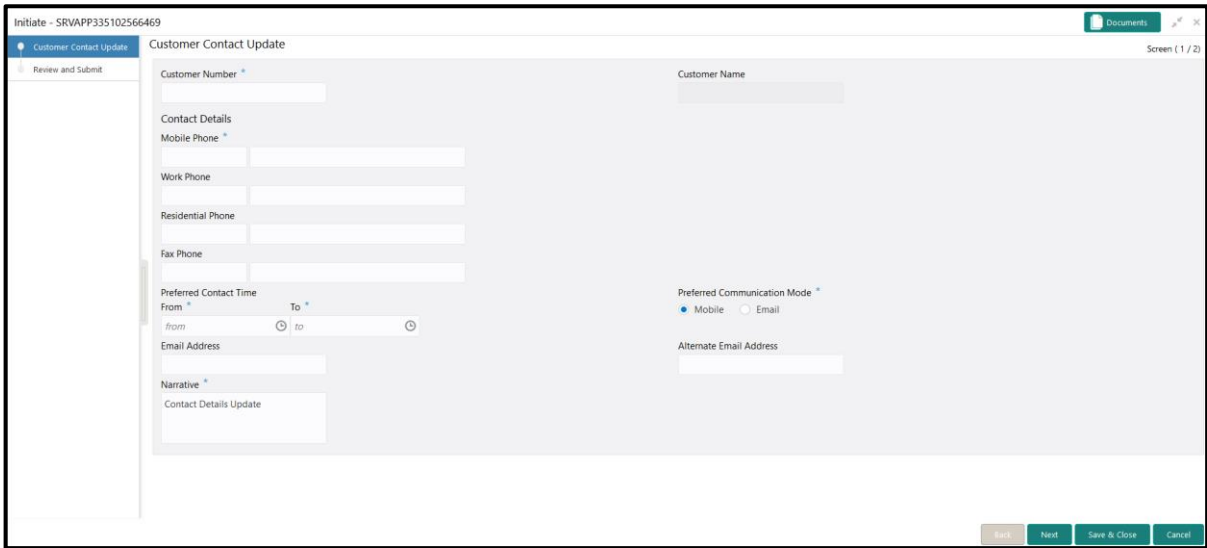 Initiate - SRVAPP335102566469
Documents
Customer Contact Update
Review and Submit
Customer Contact Update
Screen ( 1 / 2)
Customer Number *
Customer Name
Contact Details
Mobile Phone *
Work Phone
Residential Phone
Fax Phone
Preferred Contact Time
Preferred Communication Mode *
From * To *
Mobile Email
from to
Email Address
Alternate Email Address
Narrative *
Contact Details Update
Back Next Save & Close Cancel